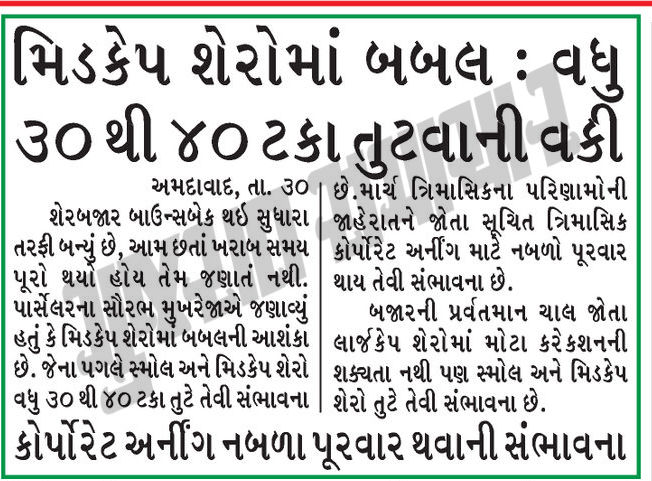 મિડકેપ શેરોમાં બબલ : વધુ
૩૦ થી ૪૦ ટકા તુટવાની વકી
અમદાવાદ, તા. ૩૦
શેરબજાર બાઉન્સબેક થઈ સુધારા
તરફી બન્યું છે, આમ છતાં ખરાબ સમય
પૂરો થયો હોય તેમ જણાતં નથી.
પાર્સેલરના સૌરભ મુખરેજાએ જણાવ્યું
હતું કે મિડકેપ શેરોમાં બબલની આશંકા
છે. જેના પગલે સ્મોલ અને મિડકેપ શેરો
વધુ ૩૦ થી ૪૦ ટકા તુટે તેવી સંભાવના
છે.માર્ચ ત્રિમાસિકના પરિણામોની
જાહેરાતને જોતા સૂચિત ત્રિમાસિક
કોર્પોરેટ અર્નીંગ માટે નબળો પૂરવાર
થાય તેવી સંભાવના છે.
બજારની પ્રર્વતમાન ચાલ જોતા
લાર્જકેપ શેરોમાં મોટા કરેકશનની
શક્યતા નથી પણ સ્મોલ અને મિડકેપ
શેરો તુટે તેવી સંભાવના છે.
કોર્પોરેટ અર્નીંગ નબળા પૂરવાર થવાની સંભાવના